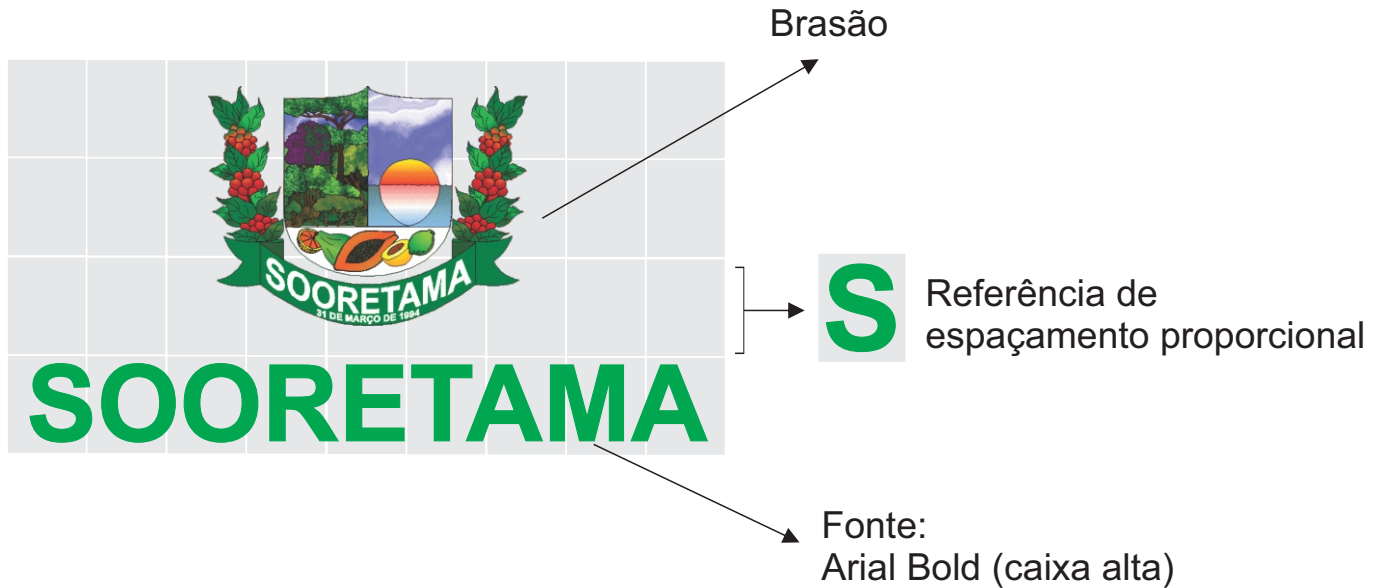 Brasão
SOORETAMA
31 DE MARÇO DE 1994
S
Referência de
espaçamento proporcional
SOORETAMA
Fonte:
Arial Bold (caixa alta)